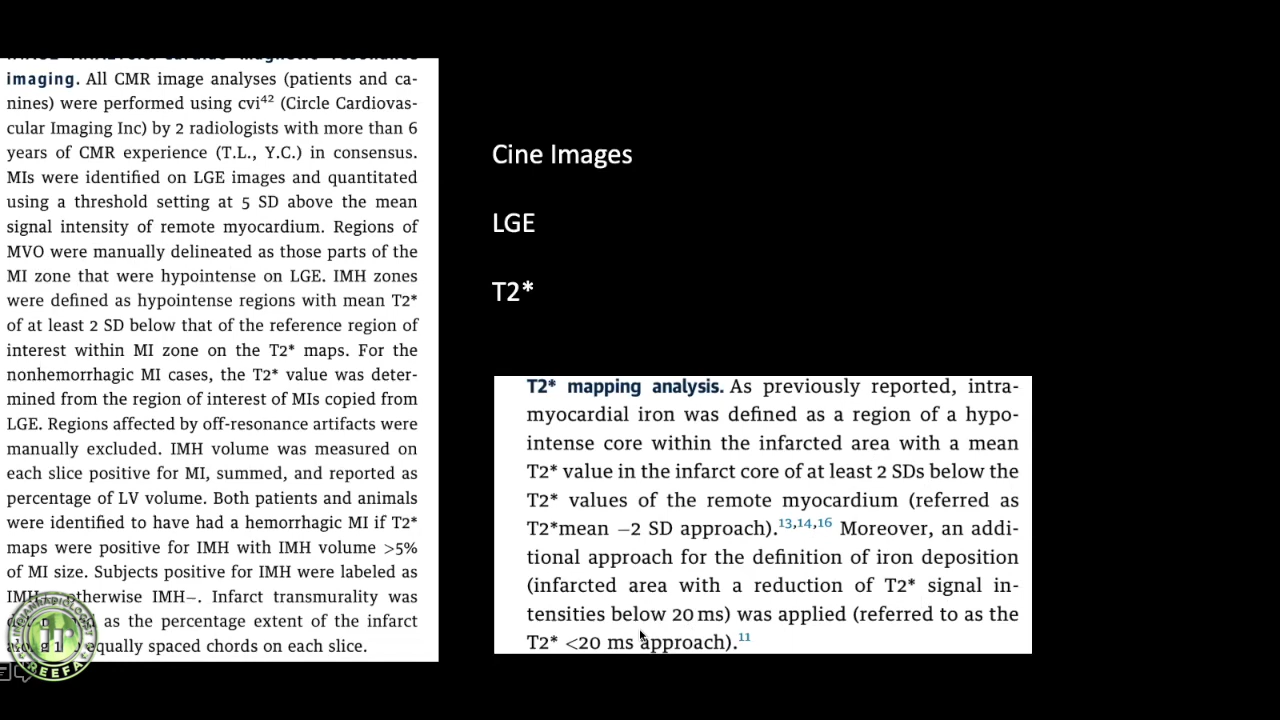 imaging. All CMR image analyses (patients and ca-
nines) were performed using cvi⁴² (Circle Cardiovas-
cular Imaging Inc) by 2 radiologists with more than 6
years of CMR experience (T.L., Y.C.) in consensus.
MIs were identified on LGE images and quantitated
using a threshold setting at 5 SD above the mean
signal intensity of remote myocardium. Regions of
MVO were manually delineated as those parts of the
MI zone that were hypointense on LGE. IMH zones
were defined as hypointense regions with mean T2*
of at least 2 SD below that of the reference region of
interest within MI zone on the T2* maps. For the
nonhemorrhagic MI cases, the T2* value was deter-
mined from the region of interest of MIs copied from
LGE. Regions affected by off-resonance artifacts were
manually excluded. IMH volume was measured on
each slice positive for MI, summed, and reported as
percentage of LV volume. Both patients and animals
were identified to have had a hemorrhagic MI if T2*
maps were positive for IMH with IMH volume >5%
of MI size. Subjects positive for IMH were labeled as
otherwise IMH−. Infarct transmurality was
as the percentage extent of the infarct
equally spaced chords on each slice.
REEFA
Cine Images
LGE
T2*
T2* mapping analysis. As previously reported, intra-
myocardial iron was defined as a region of a hypo-
intense core within the infarcted area with a mean
T2* value in the infarct core of at least 2 SDs below the
T2* values of the remote myocardium (referred as
T2*mean −2 SD approach).¹³,¹⁴,¹⁶ Moreover, an addi-
tional approach for the definition of iron deposition
(infarcted area with a reduction of T2* signal in-
tensities below 20 ms) was applied (referred to as the
T2* <20 ms approach).¹¹